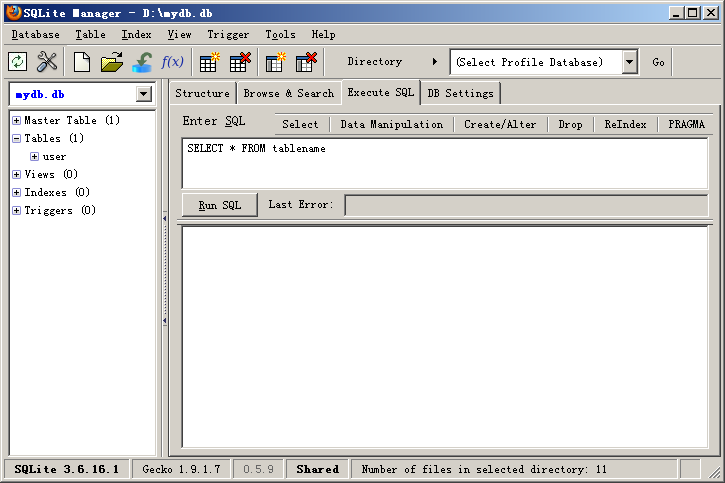 SQLite Manager - D:\mydb.db
Database Table Index View Trigger Tools Help
f(x) Directory (Select Profile Database) Go
mydb.db
Master Table (1)
Tables (1)
user
Views (0)
Indexes (0)
Triggers (0)
Structure Browse & Search Execute SQL DB Settings
Enter SQL Select Data Manipulation Create/Alter Drop ReIndex PRAGMA
SELECT * FROM tablename
Run SQL Last Error:
SQLite 3.6.16.1 Gecko 1.9.1.7 0.5.9 Shared Number of files in selected directory: 11